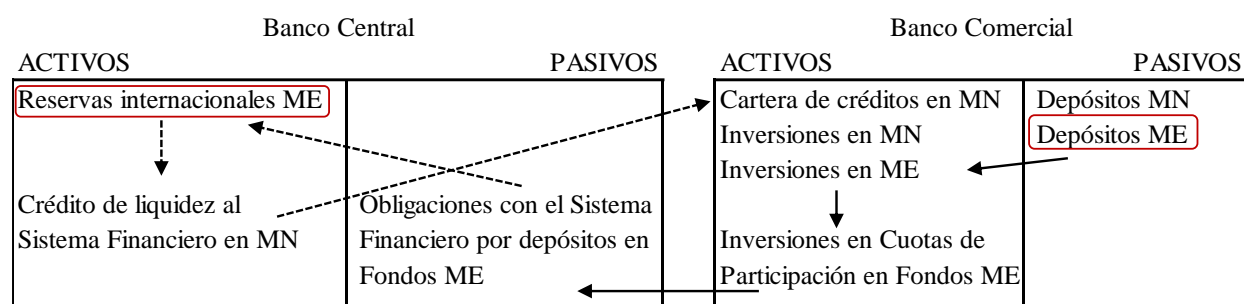 Banco Central
ACTIVOS PASIVOS
Reservas internacionales ME
Crédito de liquidez al
Sistema Financiero en MN
Obligaciones con el Sistema
Financiero por depósitos en
Fondos ME
Banco Comercial
ACTIVOS PASIVOS
Cartera de créditos en MN
Inversiones en MN
Inversiones en ME
Inversiones en Cuotas de
Participación en Fondos ME
Depósitos MN
Depósitos ME